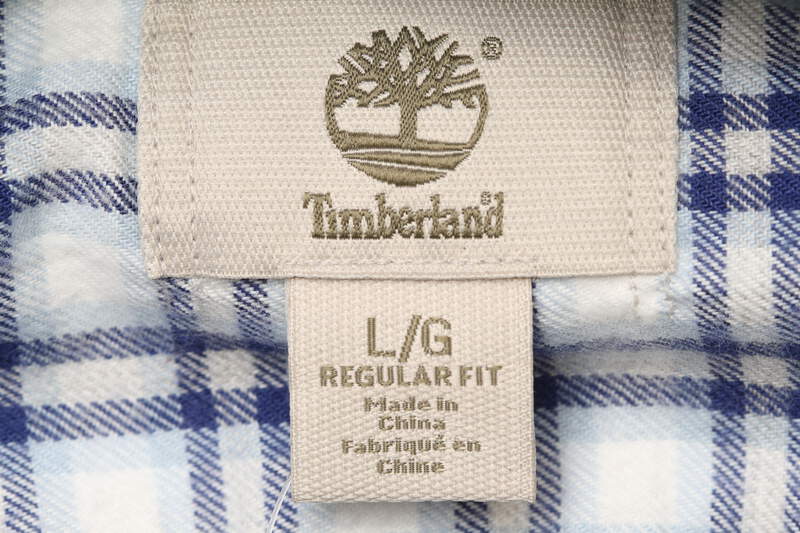 ®
Timberland®
L/G
REGULAR FIT
Made in
China
Fabriqué en
Chine